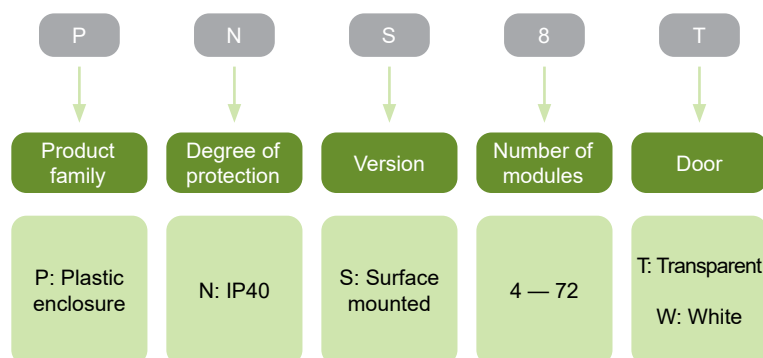 P N S 8 T
Product family
Degree of protection
Version
Number of modules
Door
P: Plastic enclosure
N: IP40
S: Surface mounted
4 — 72
T: Transparent
W: White